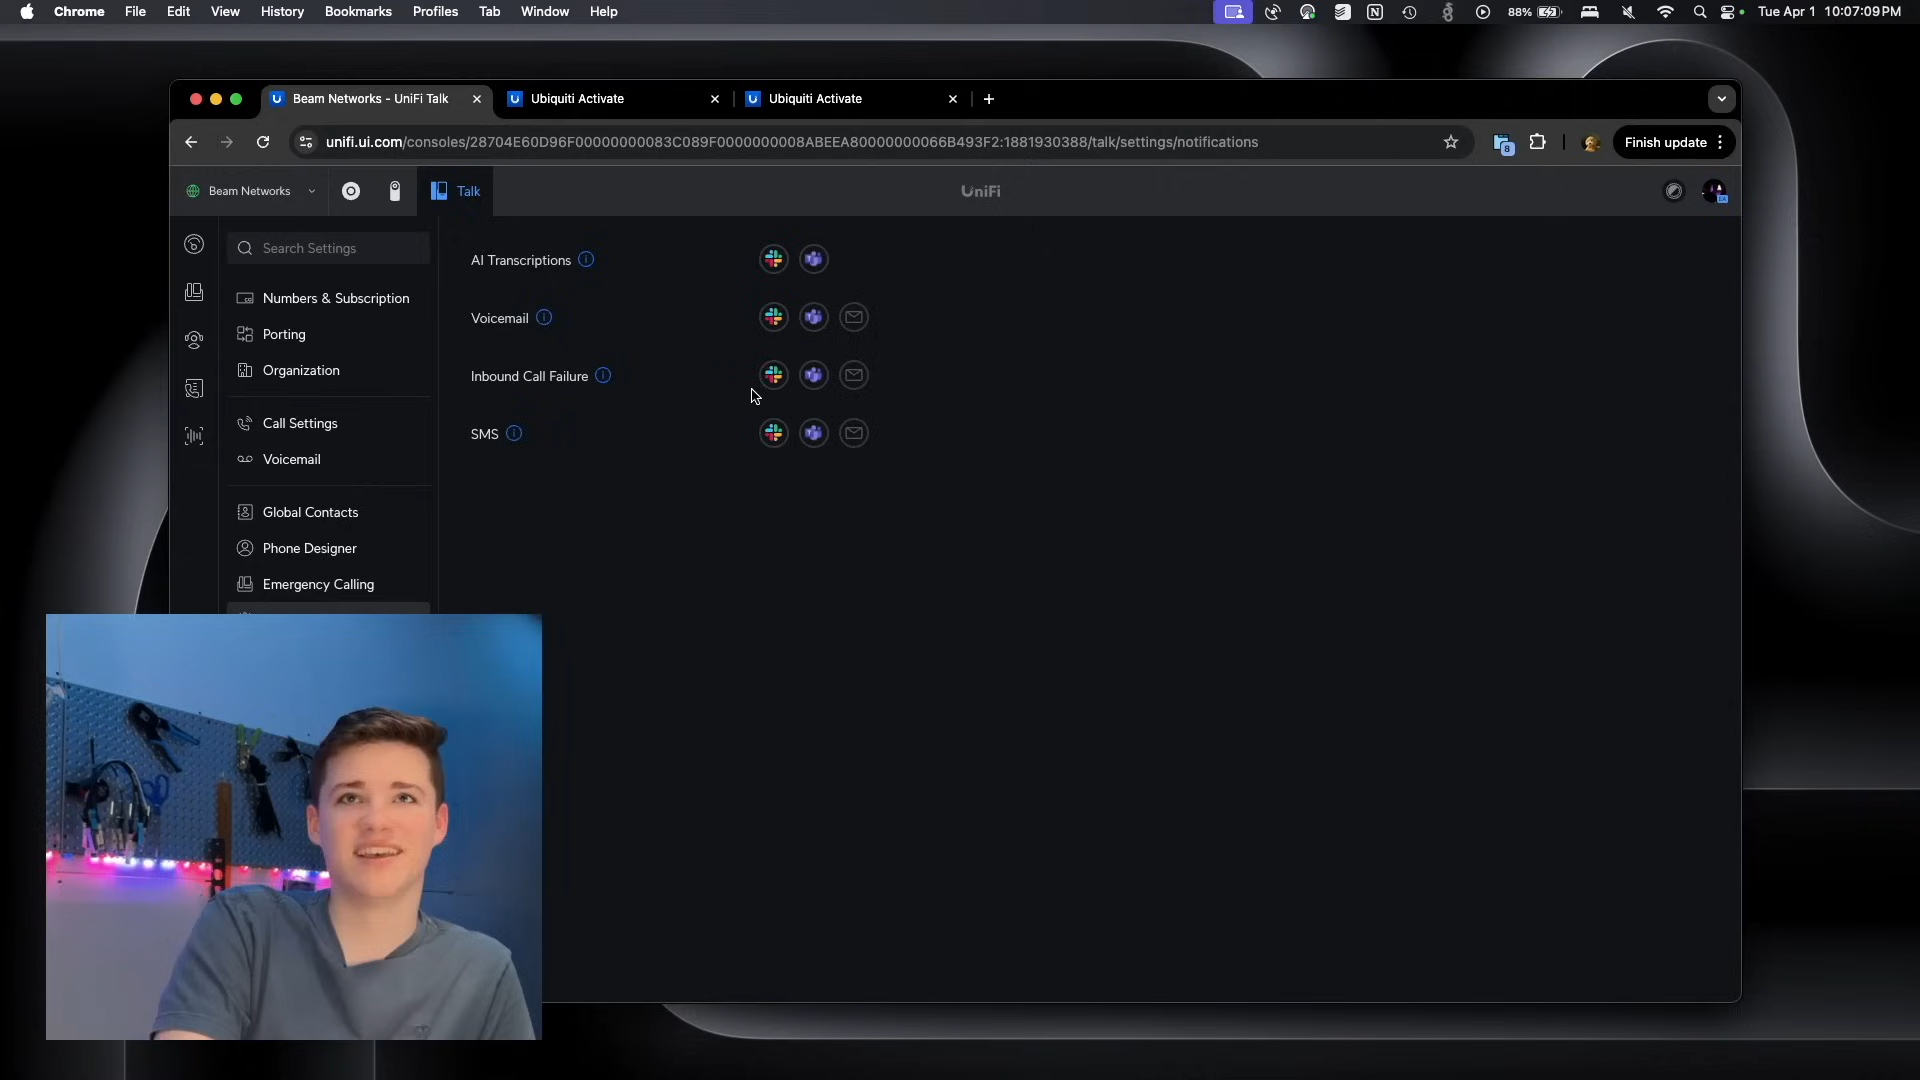 Chrome File Edit View History Bookmarks Profiles Tab Window Help 88% Tue Apr 1 10:07:09 PM
Beam Networks - UniFi Talk Ubiquiti Activate Ubiquiti Activate
unifi.ui.com/consoles/28704E60D96F00000000083C089F0000000008ABEEA80000000066B493F2:1881930388/talk/settings/notifications 8 Finish update
Beam Networks Talk UniFi
Search Settings
Numbers & Subscription
Porting
Organization
Call Settings
Voicemail
Global Contacts
Phone Designer
Emergency Calling
AI Transcriptions
Voicemail
Inbound Call Failure
SMS